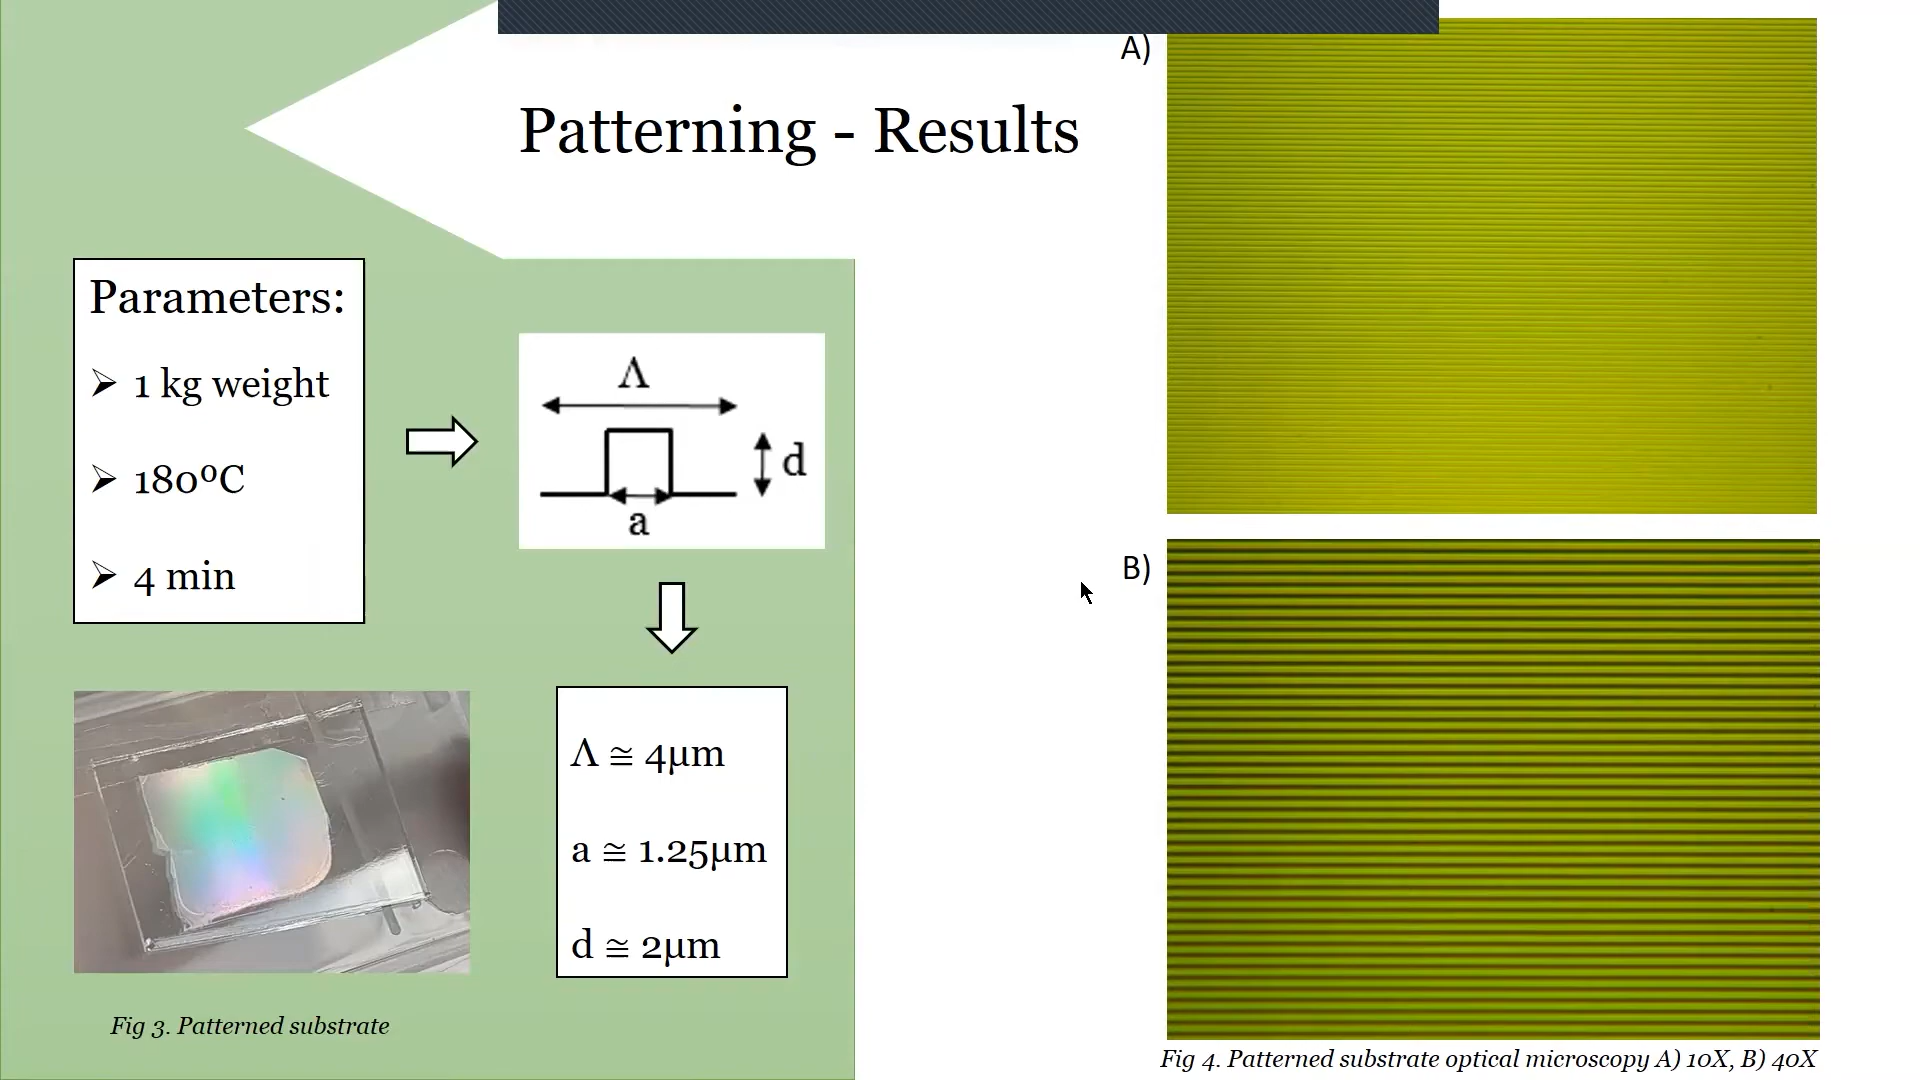 Patterning - Results
Parameters:
➢ 1 kg weight
➢ 180ºC
➢ 4 min
Λ
d
a
Λ ≅ 4µm
a ≅ 1.25µm
d ≅ 2µm
Fig 3. Patterned substrate
A)
B)
Fig 4. Patterned substrate optical microscopy A) 10X, B) 40X